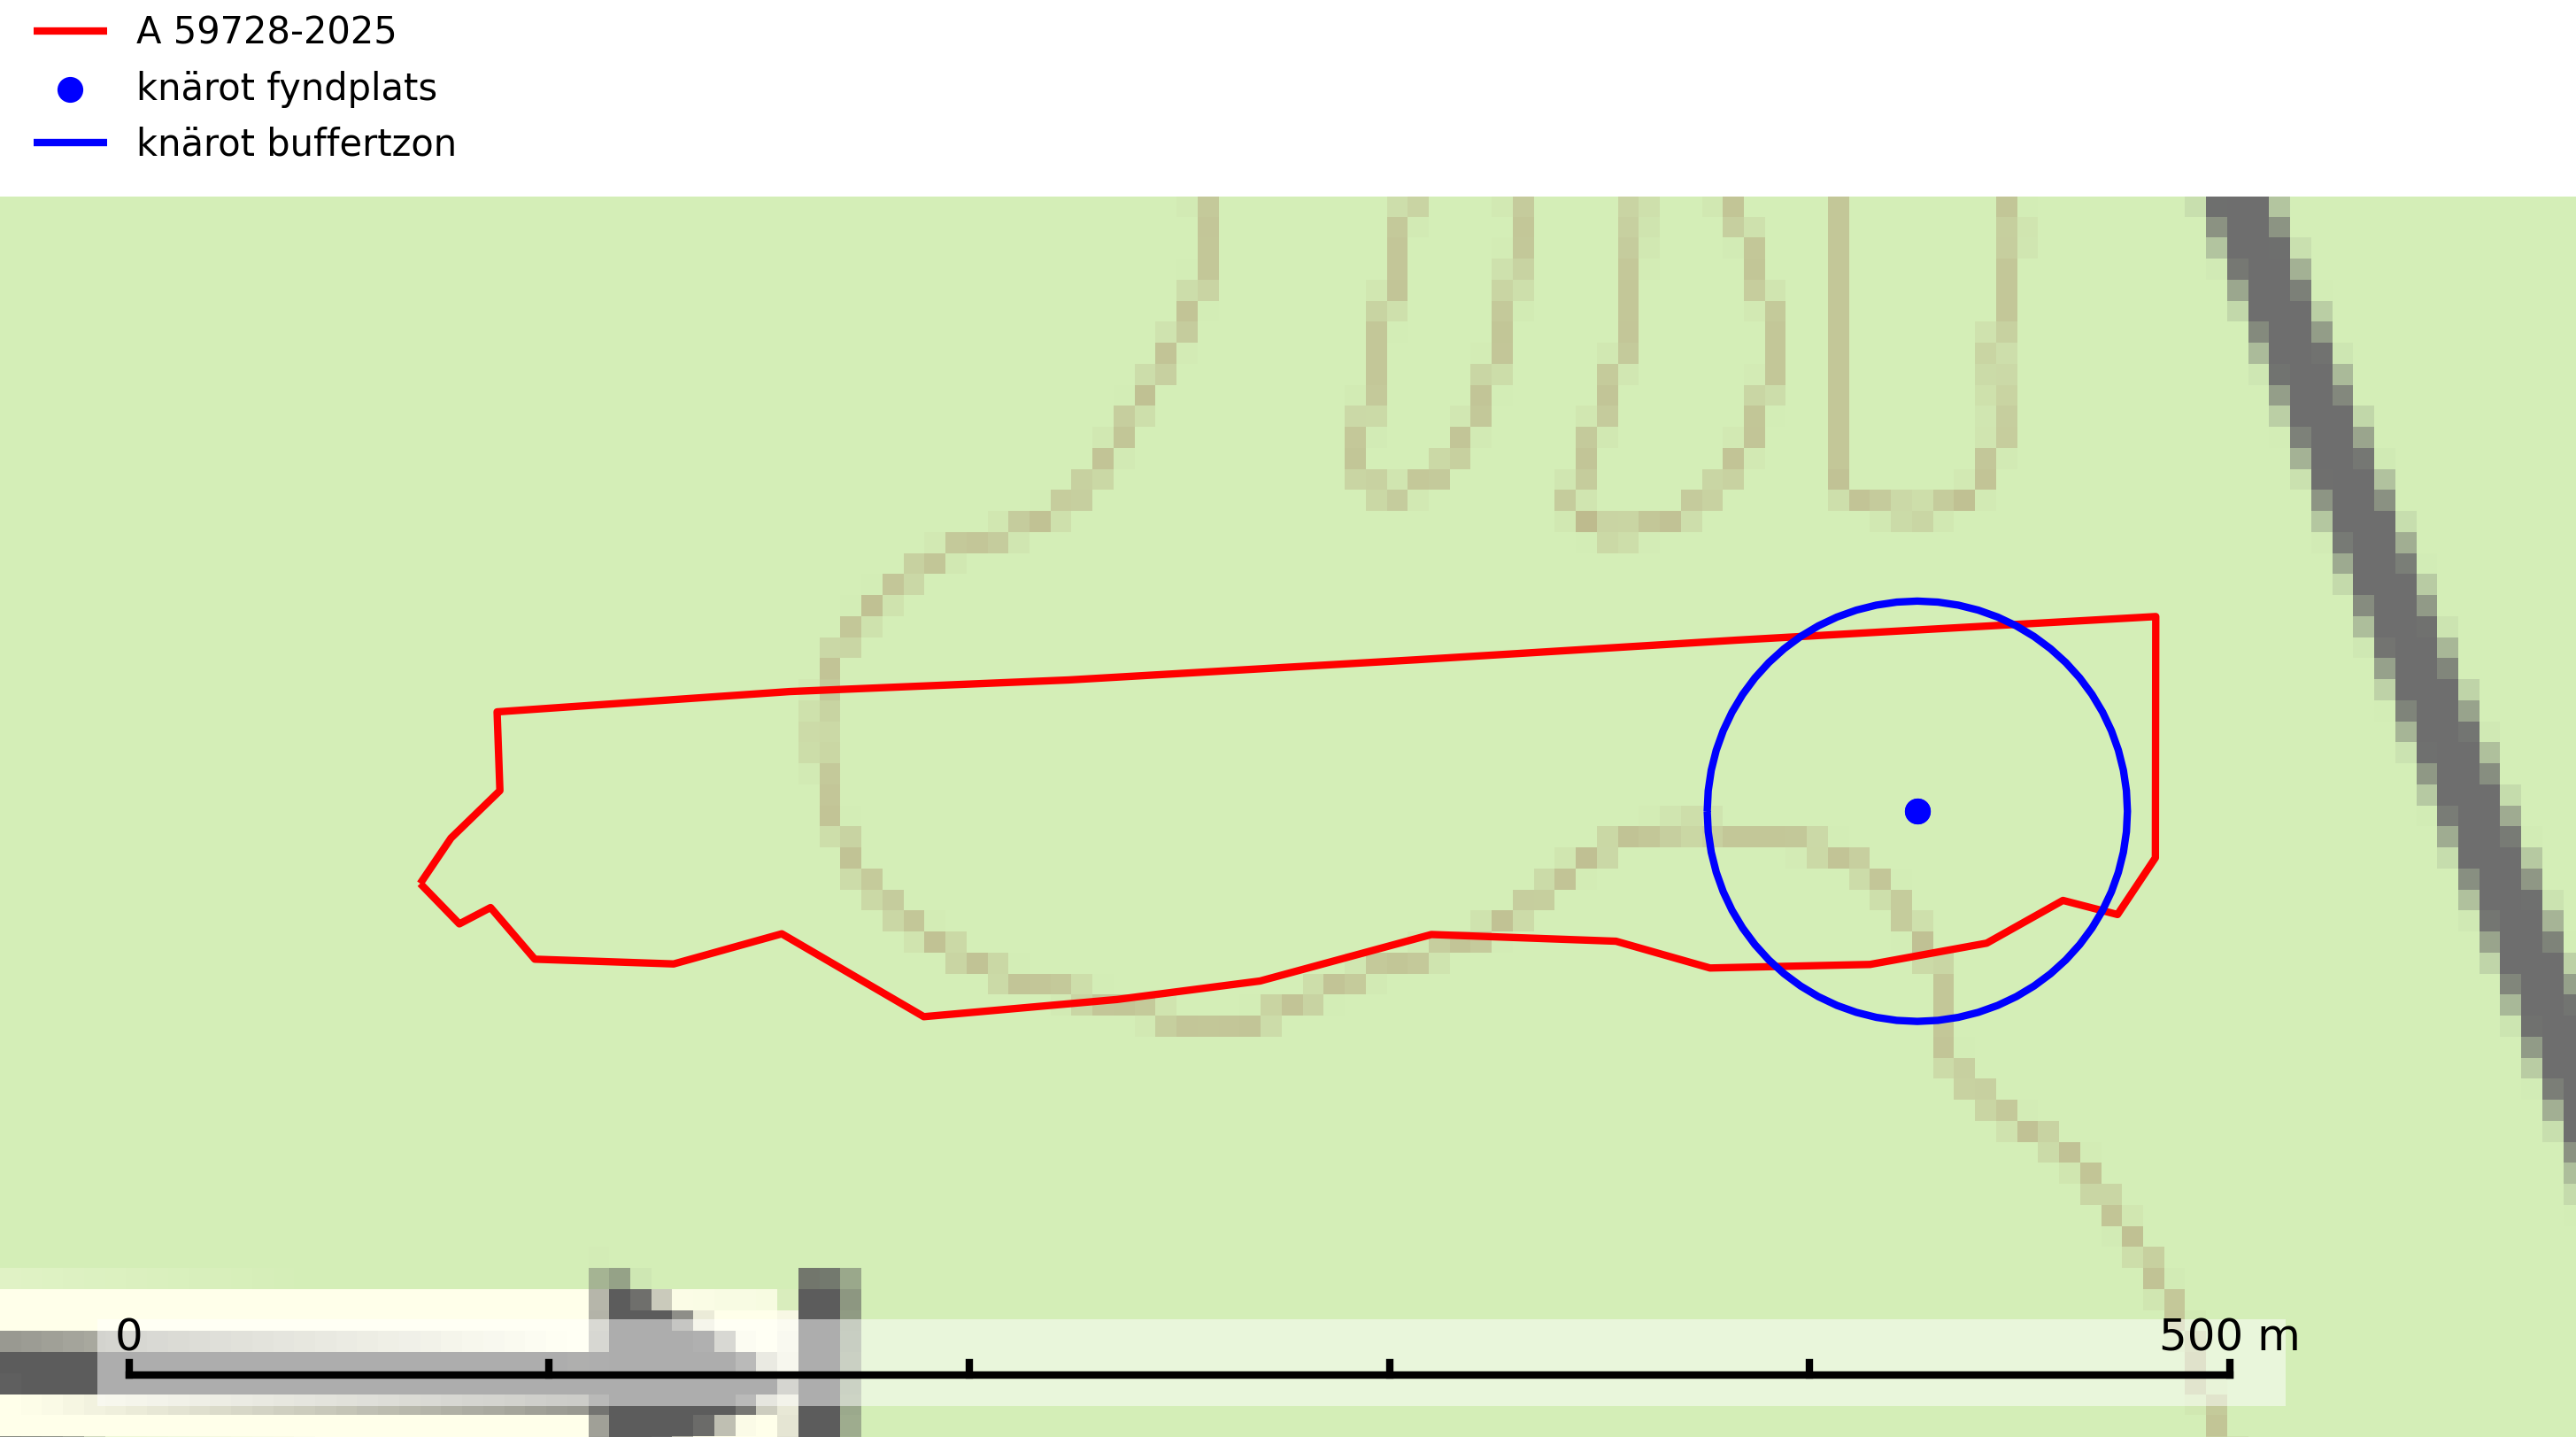 A 59728-2025
knärot fyndplats
knärot buffertzon
0 500 m